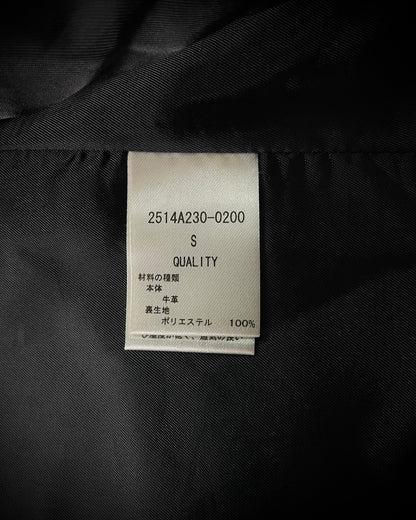 2514A230-0200
S
QUALITY
材料の種類
本体
牛革
裏生地
ポリエステル 100%